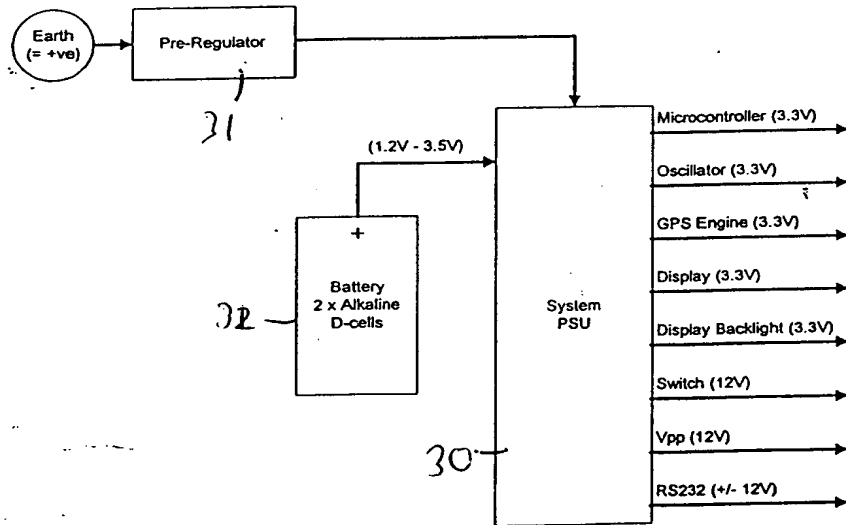 Earth
(= +ve)
Pre-Regulator
31
(1.2V - 3.5V)
+
Battery
2 x Alkaline
D-cells
32
System
PSU
30
Microcontroller (3.3V)
Oscillator (3.3V)
GPS Engine (3.3V)
Display (3.3V)
Display Backlight (3.3V)
Switch (12V)
Vpp (12V)
RS232 (+/- 12V)